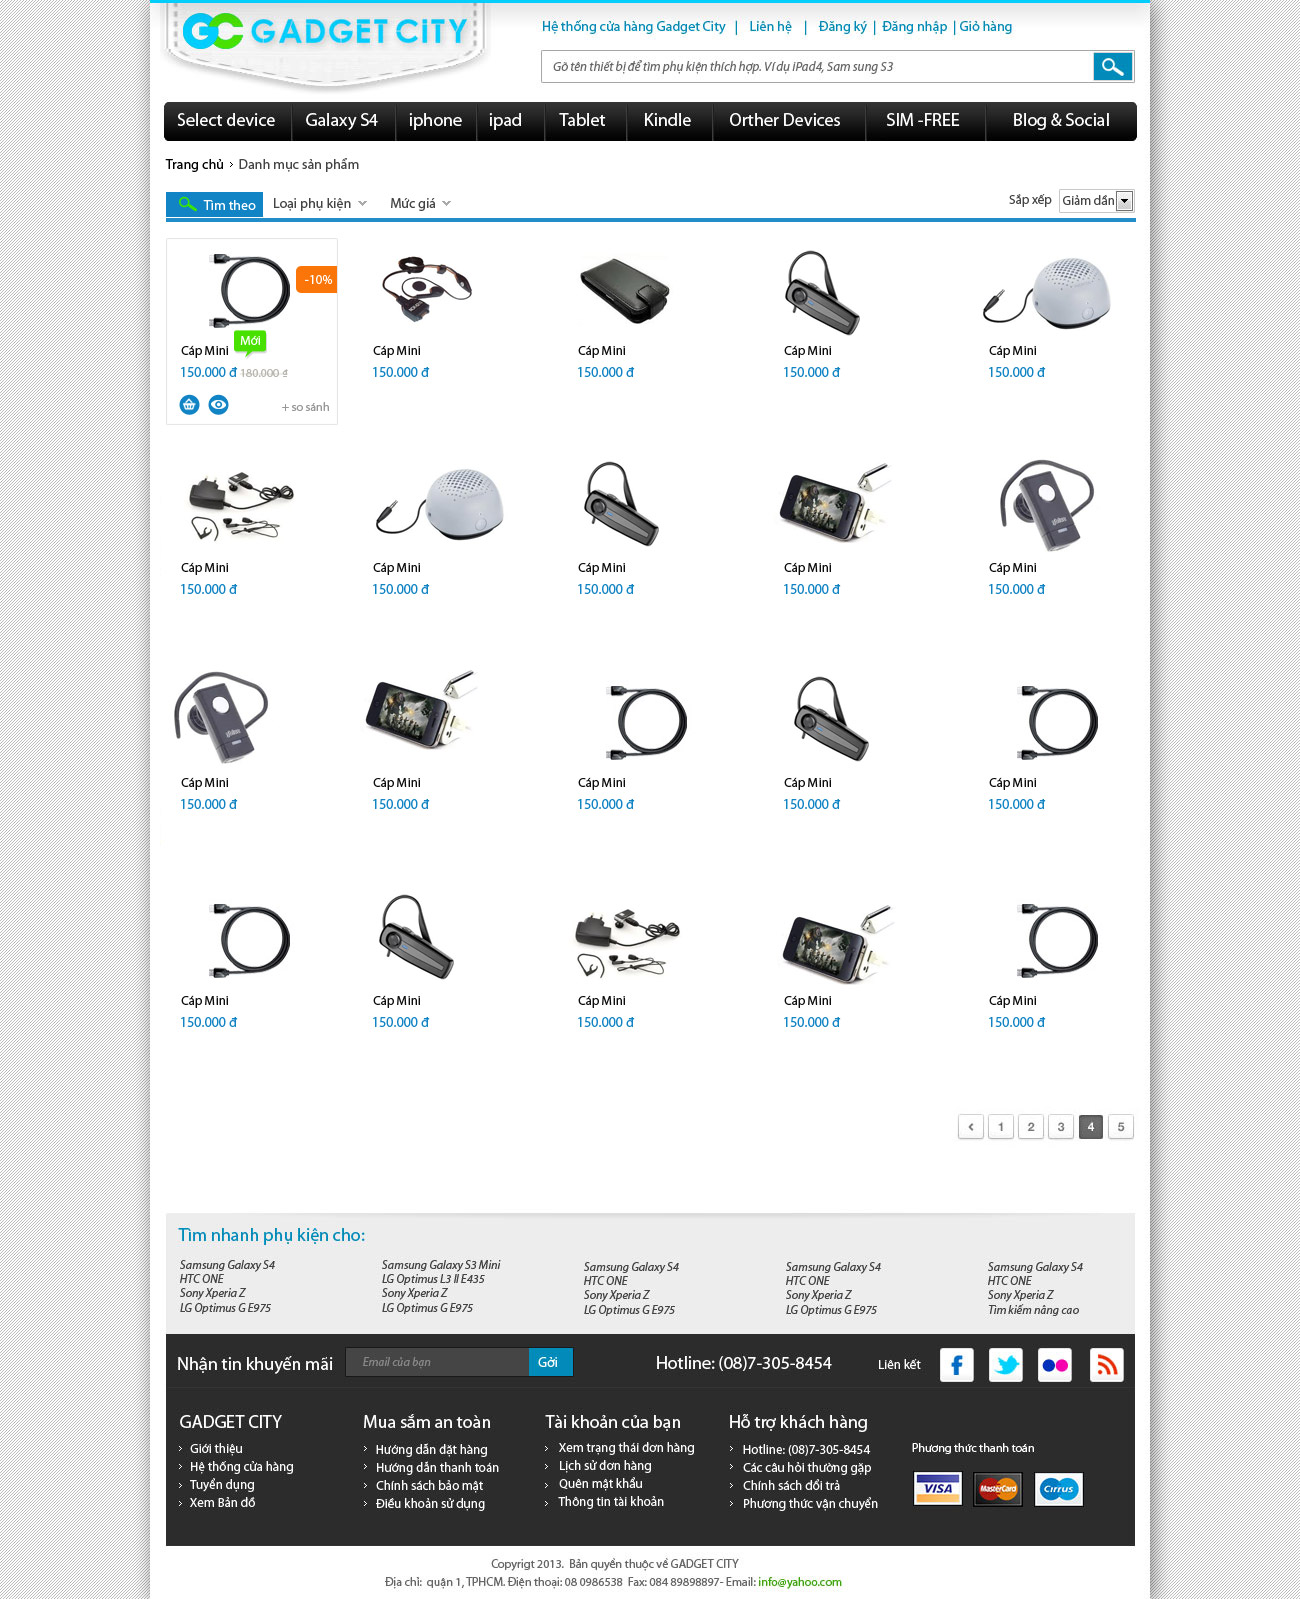 GC GADGET CITY
Hệ thống cửa hàng Gadget City | Liên hệ | Đăng ký | Đăng nhập | Giỏ hàng
Gõ tên thiết bị để tìm phụ kiện thích hợp. Ví dụ iPad4, Sam sung S3
Select device Galaxy S4 iphone ipad Tablet Kindle Orther Devices SIM -FREE Blog & Social
Trang chủ › Danh mục sản phẩm
Tìm theo Loại phụ kiện Mức giá Sắp xếp Giảm dần
-10%
Mới
Cáp Mini Cáp Mini Cáp Mini Cáp Mini Cáp Mini
150.000 đ 180.000 đ 150.000 đ 150.000 đ 150.000 đ 150.000 đ
+ so sánh
Cáp Mini Cáp Mini Cáp Mini Cáp Mini Cáp Mini
150.000 đ 150.000 đ 150.000 đ 150.000 đ 150.000 đ
Cáp Mini Cáp Mini Cáp Mini Cáp Mini Cáp Mini
150.000 đ 150.000 đ 150.000 đ 150.000 đ 150.000 đ
Cáp Mini Cáp Mini Cáp Mini Cáp Mini Cáp Mini
150.000 đ 150.000 đ 150.000 đ 150.000 đ 150.000 đ
‹ 1 2 3 4 5
Tìm nhanh phụ kiện cho:
Samsung Galaxy S4
HTC ONE
Sony Xperia Z
LG Optimus G E975
Samsung Galaxy S3 Mini
LG Optimus L3 II E435
Sony Xperia Z
LG Optimus G E975
Samsung Galaxy S4
HTC ONE
Sony Xperia Z
LG Optimus G E975
Samsung Galaxy S4
HTC ONE
Sony Xperia Z
LG Optimus G E975
Samsung Galaxy S4
HTC ONE
Sony Xperia Z
Tìm kiếm nâng cao
Nhận tin khuyến mãi Email của bạn Gởi Hotline: (08)7-305-8454 Liên kết
GADGET CITY
Giới thiệu
Hệ thống cửa hàng
Tuyển dụng
Xem Bản đồ
Mua sắm an toàn
Hướng dẫn đặt hàng
Hướng dẫn thanh toán
Chính sách bảo mật
Điều khoản sử dụng
Tài khoản của bạn
Xem trạng thái đơn hàng
Lịch sử đơn hàng
Quên mật khẩu
Thông tin tài khoản
Hỗ trợ khách hàng
Hotline: (08)7-305-8454
Các câu hỏi thường gặp
Chính sách đổi trả
Phương thức vận chuyển
Phương thức thanh toán
VISA MasterCard Cirrus
Copyrigt 2013. Bản quyền thuộc về GADGET CITY
Địa chỉ: quận 1, TPHCM. Điện thoại: 08 0986538 Fax: 084 89898897- Email: info@yahoo.com